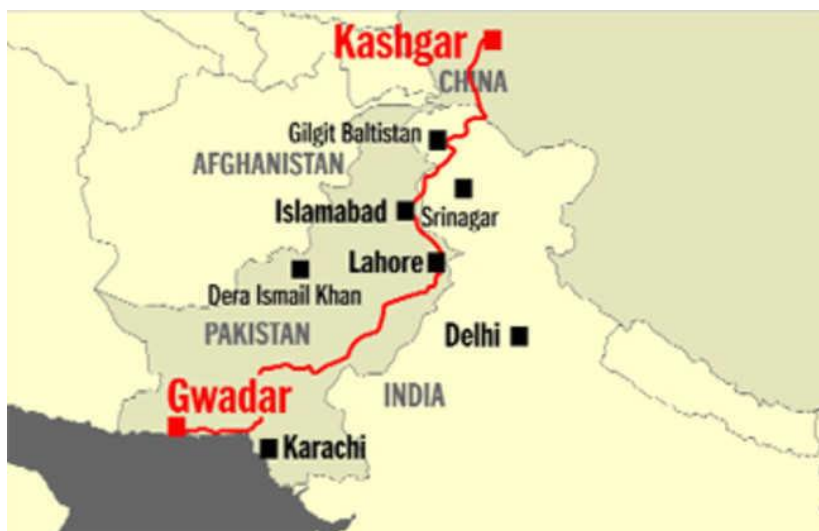 Kashgar
CHINA
Gilgit Baltistan
AFGHANISTAN
Islamabad
Srinagar
Lahore
Dera Ismail Khan
PAKISTAN
Delhi
Gwadar
INDIA
Karachi